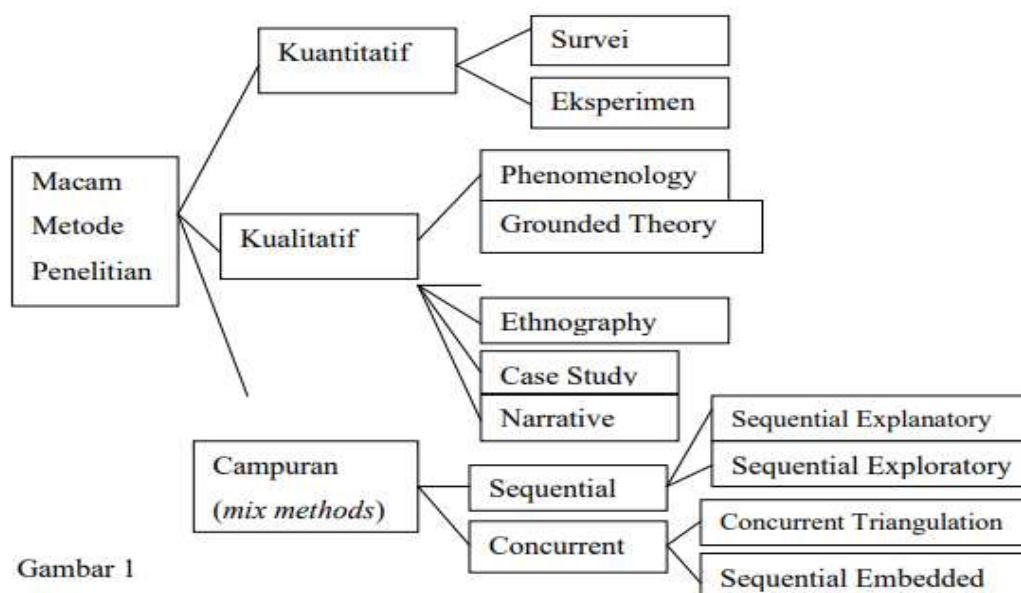 Kuantitatif
Survei
Eksperimen
Macam
Metode
Penelitian
Kualitatif
Phenomenology
Grounded Theory
Ethnography
Case Study
Narrative
Campuran
(mix methods)
Sequential
Sequential Explanatory
Sequential Exploratory
Concurrent
Concurrent Triangulation
Sequential Embedded
Gambar 1